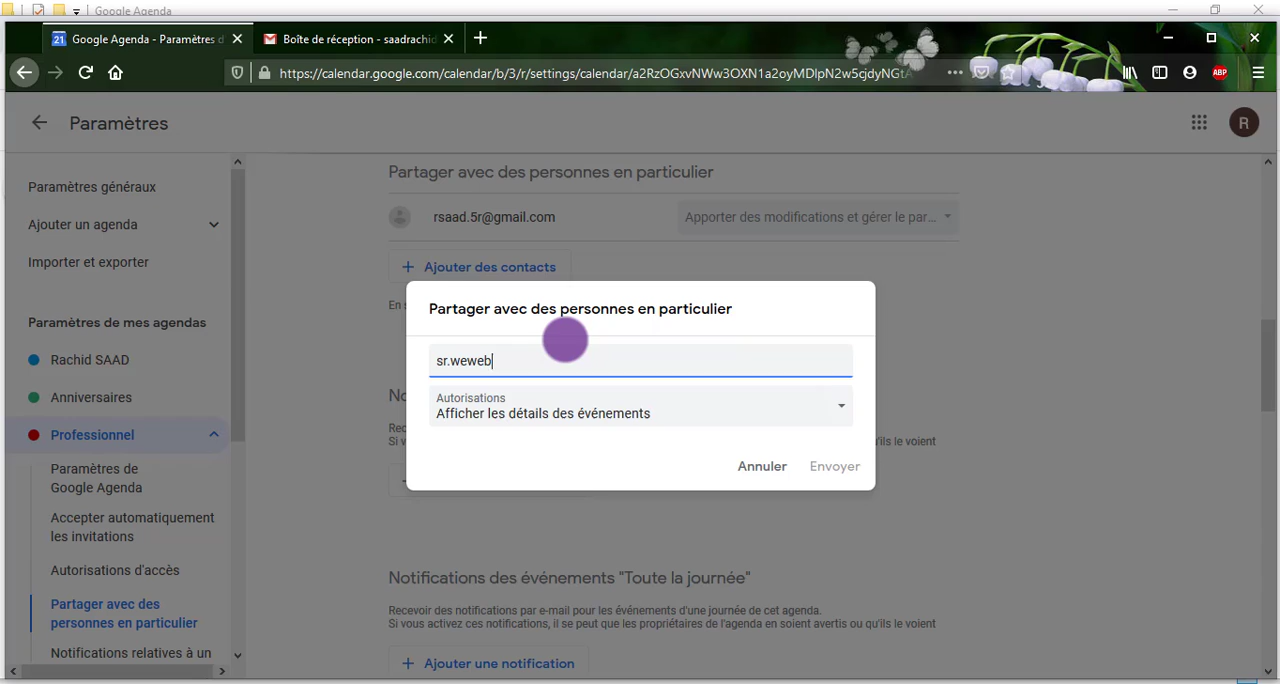 Google Agenda
21 Google Agenda - Paramètres d
Boîte de réception - saadrachid
https://calendar.google.com/calendar/b/3/r/settings/calendar/
ABP
Paramètres
R
Paramètres généraux
Ajouter un agenda
Importer et exporter
Paramètres de mes agendas
Rachid SAAD
Anniversaires
Professionnel
Paramètres de
Google Agenda
Accepter automatiquement
les invitations
Autorisations d'accès
Partager avec des
personnes en particulier
Notifications relatives à un
Partager avec des personnes en particulier
rsaad.5r@gmail.com
Apporter des modifications et gérer le par...
+ Ajouter des contacts
En s
Partager avec des personnes en particulier
sr.weweb
Autorisations
Afficher les détails des événements
Annuler
Envoyer
No
Rec
Si v
qu'ils le voient
Notifications des événements "Toute la journée"
Recevoir des notifications par e-mail pour les événements d'une journée de cet agenda.
Si vous activez ces notifications, il se peut que les propriétaires de l'agenda en soient avertis ou qu'ils le voient
+ Ajouter une notification